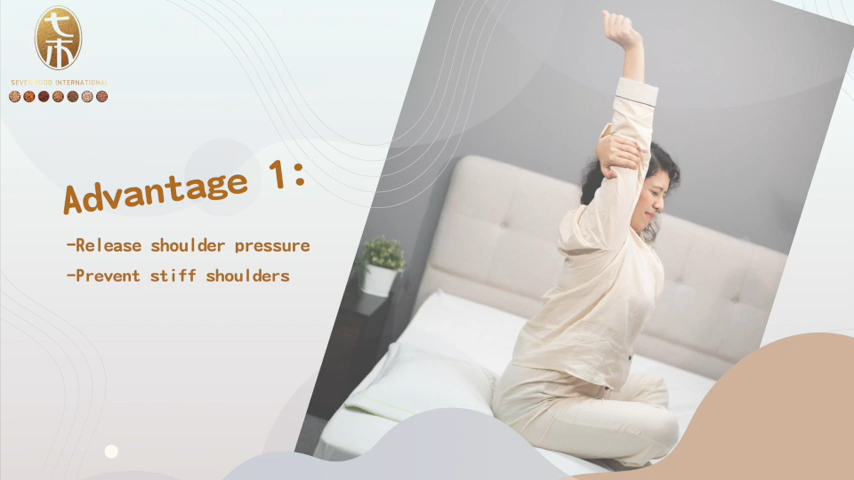 七木
SEVEN WOOD INTERNATIONAL
Advantage 1:
-Release shoulder pressure
-Prevent stiff shoulders